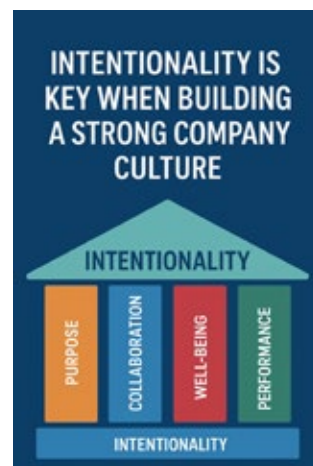 INTENTIONALITY IS
KEY WHEN BUILDING
A STRONG COMPANY
CULTURE
INTENTIONALITY
PURPOSE
COLLABORATION
WELL-BEING
PERFORMANCE
INTENTIONALITY